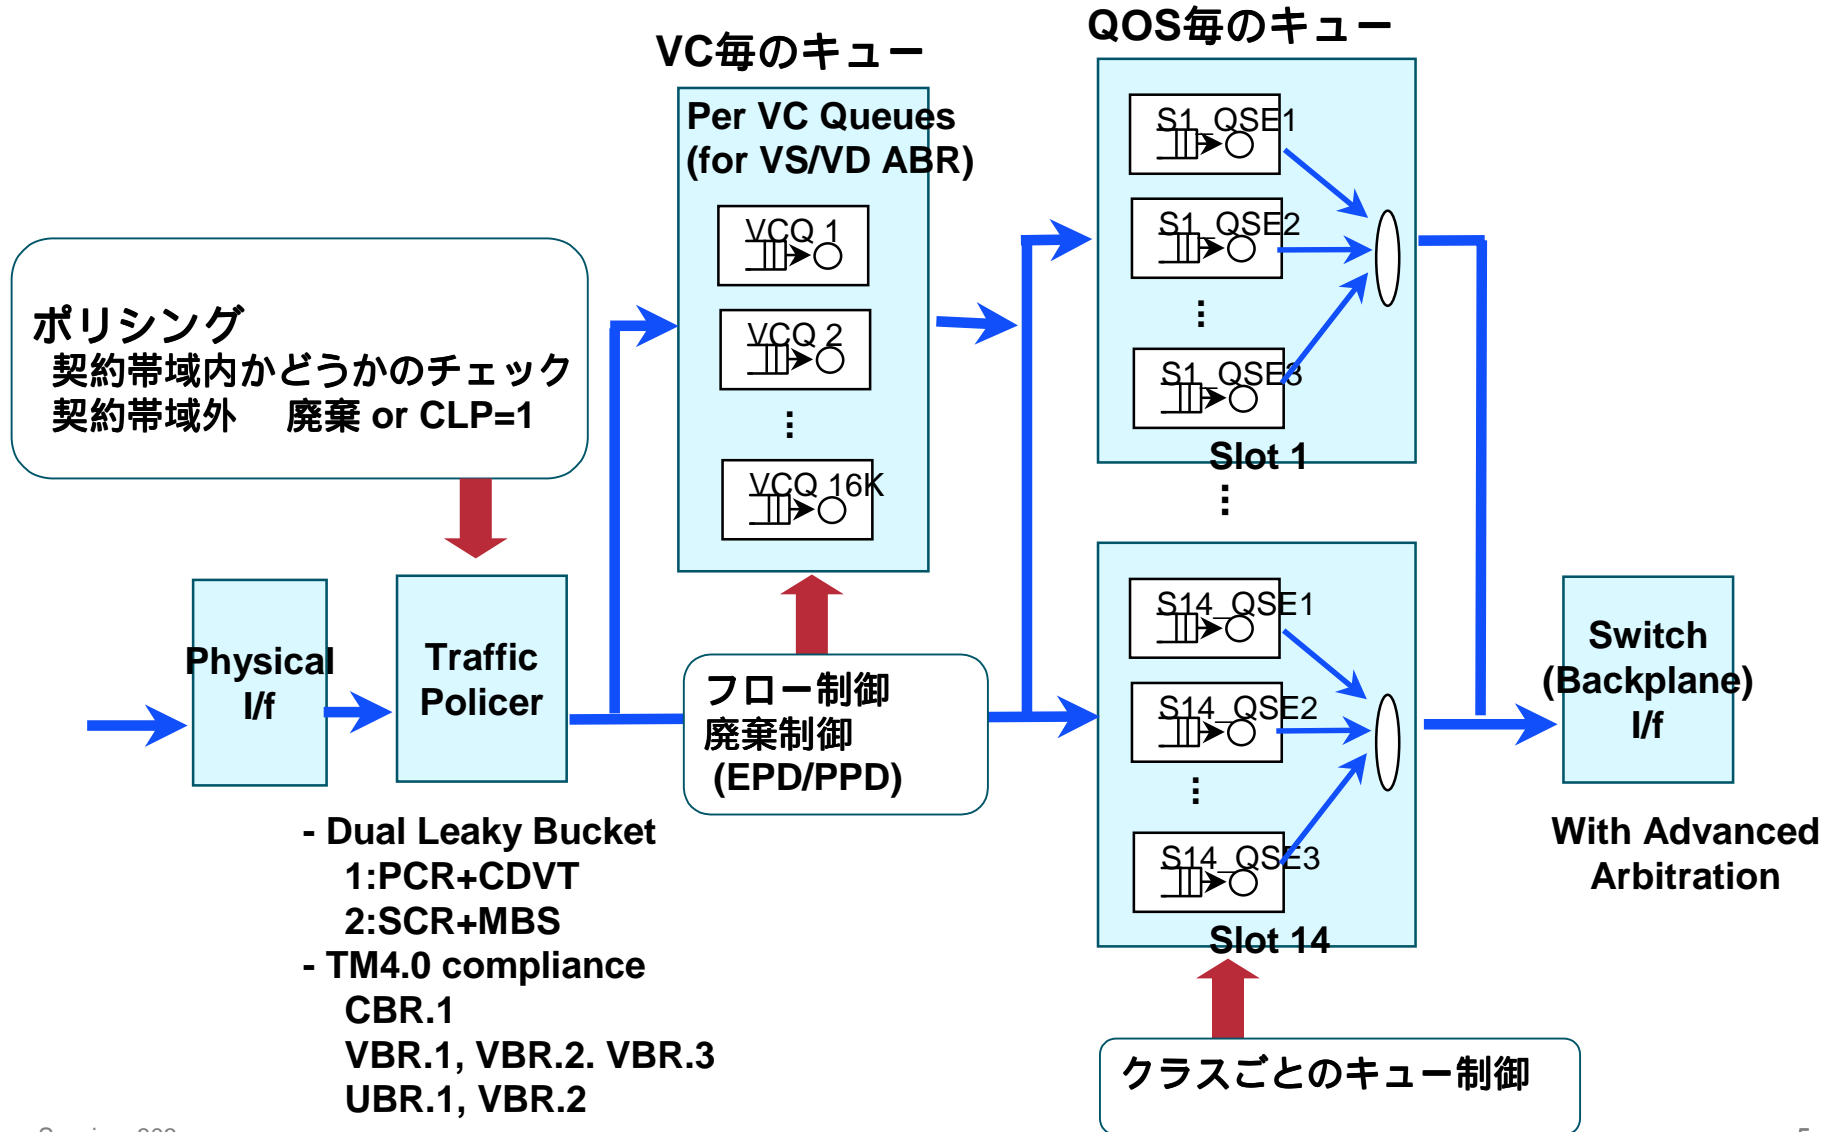 VC毎のキュー
QOS毎のキュー
Per VC Queues
(for VS/VD ABR)
VCQ 1
VCQ 2
⋮
VCQ 16K
S1_QSE1
S1_QSE2
⋮
S1_QSE3
Slot 1
⋮
ポリシング
契約帯域内かどうかのチェック
契約帯域外 廃棄 or CLP=1
Physical
I/f
Traffic
Policer
フロー制御
廃棄制御
(EPD/PPD)
S14_QSE1
S14_QSE2
⋮
S14_QSE3
Slot 14
Switch
(Backplane)
I/f
With Advanced
Arbitration
- Dual Leaky Bucket
1:PCR+CDVT
2:SCR+MBS
- TM4.0 compliance
CBR.1
VBR.1, VBR.2. VBR.3
UBR.1, VBR.2
クラスごとのキュー制御